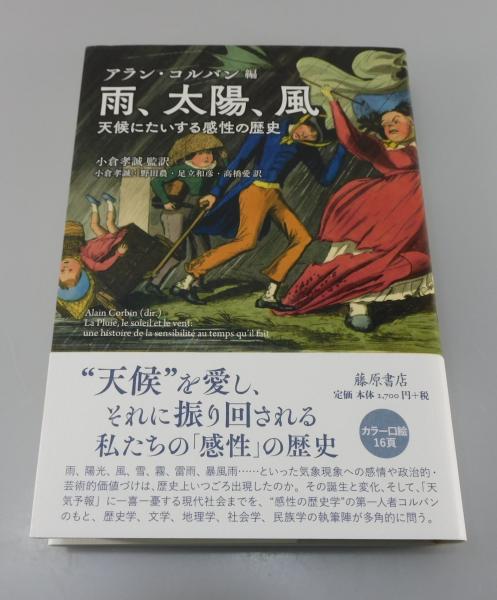 アラン・コルバン 編
雨、太陽、風
天候にたいする感性の歴史
小倉孝誠 監訳
小倉孝誠・野田農・足立和彦・高橋愛 訳
Alain Corbin (dir.)
La Pluie, le soleil et le vent:
une histoire de la sensibilité au temps qu'il fait
“天候”を愛し、
それに振り回される
私たちの「感性」の歴史
藤原書店
定価 本体 2,700 円+税
カラー口絵
16頁
雨、陽光、風、雪、霧、雷雨、暴風雨……といった気象現象への感情や政治的・
芸術的価値づけは、歴史上いつごろ出現したのか。その誕生と変化、そして、「天
気予報」に一喜一憂する現代社会までを、“感性の歴史学”の第一人者コルバン
のもと、歴史学、文学、地理学、社会学、民族学の執筆陣が多角的に問う。